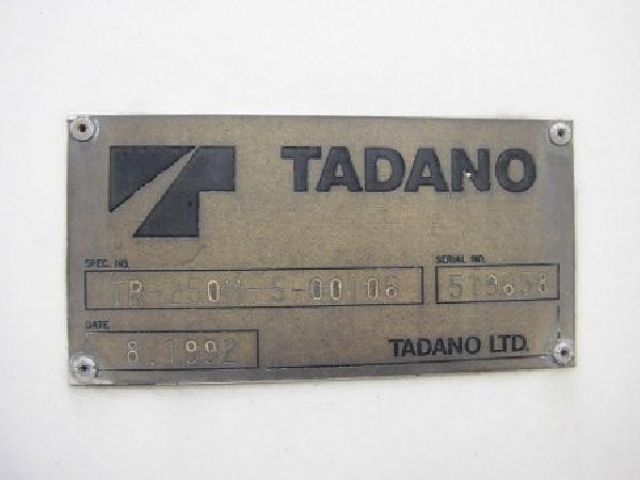 TADANO
SPEC. NO.
SERIAL NO.
TR-250M-5-00106
DATE
8.1992
TADANO LTD.